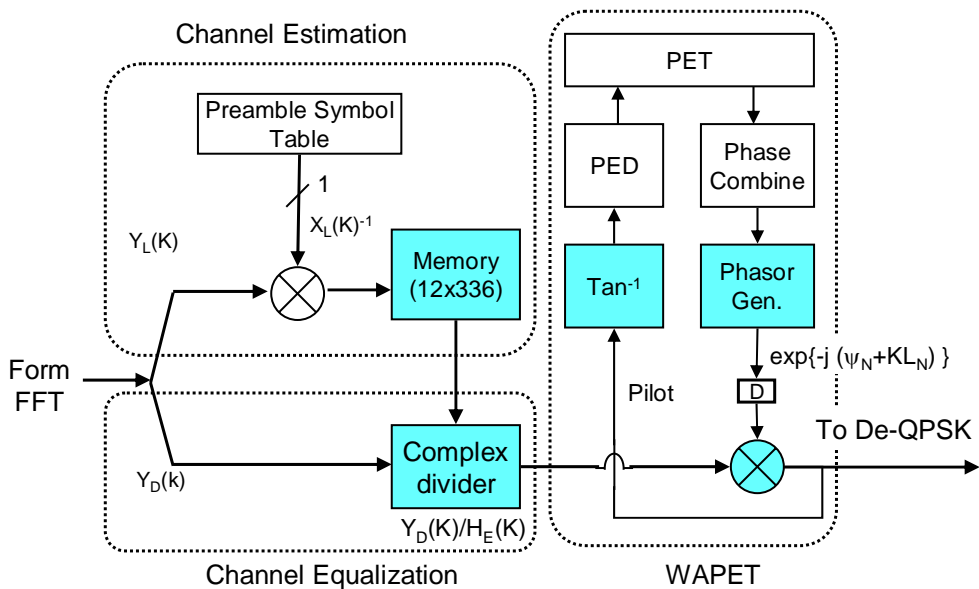 Channel Estimation
Preamble Symbol
Table
1
X_L(K)^-1
Y_L(K)
Memory
(12x336)
Form
FFT
Y_D(k)
Complex
divider
Y_D(K)/H_E(K)
Channel Equalization
PET
PED
Phase
Combine
Tan^-1
Phasor
Gen.
exp{-j (ψ_N+KL_N) }
D
Pilot
To De-QPSK
WAPET